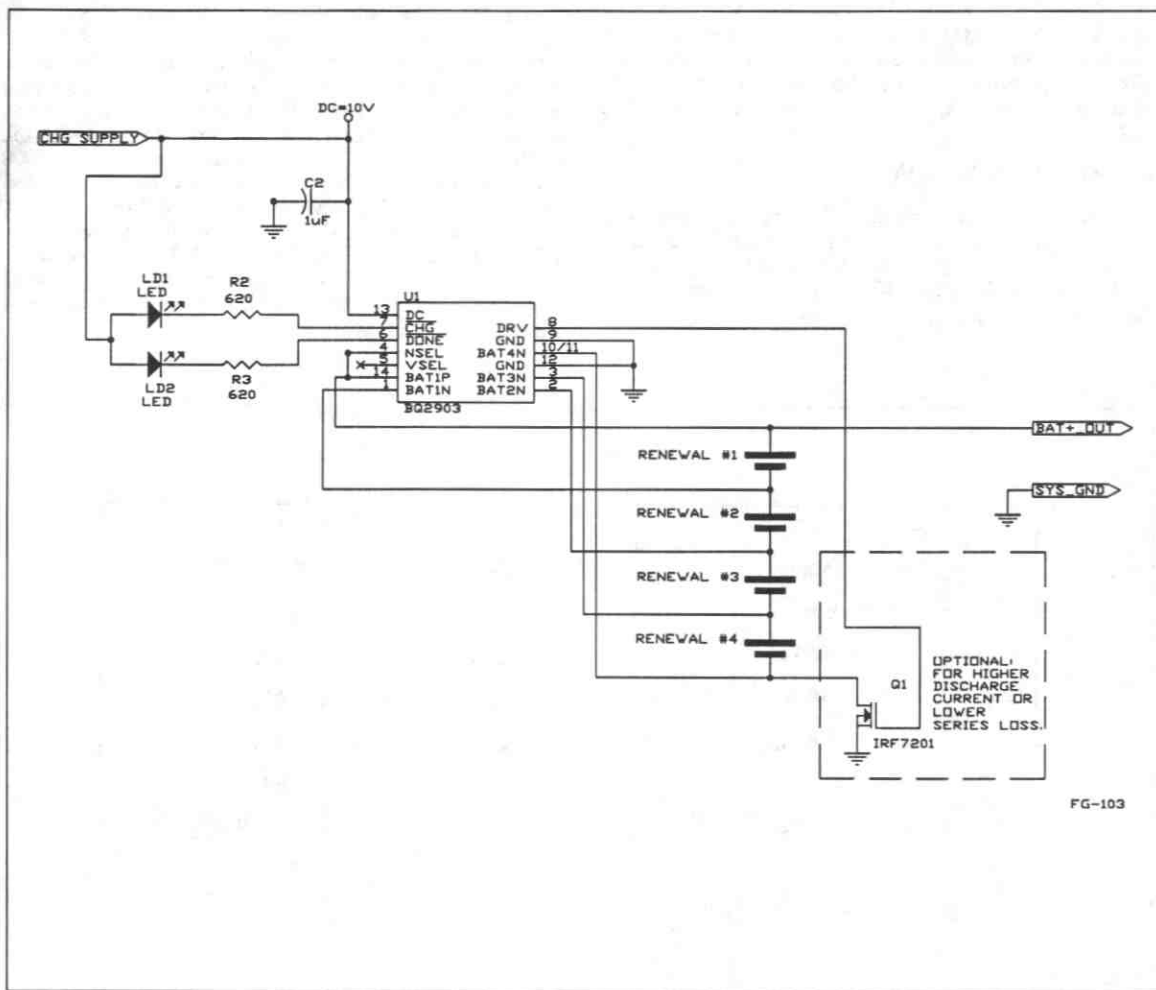 DC=10V
CHG SUPPLY
C2
1uF
LD1
LED
R2
620
U1
13 DC
7 CHG
6 DONE
4 NSEL
5 VSEL
14 BAT1P
1 BAT1N
DRV 8
GND 9
BAT4N 10/11
GND 12
BAT3N 3
BAT2N 2
BQ2903
LD2
LED
R3
620
BAT+_OUT
RENEWAL #1
SYS_GND
RENEWAL #2
RENEWAL #3
RENEWAL #4
Q1
IRF7201
OPTIONAL:
FOR HIGHER
DISCHARGE
CURRENT OR
LOWER
SERIES LOSS.
FG-103